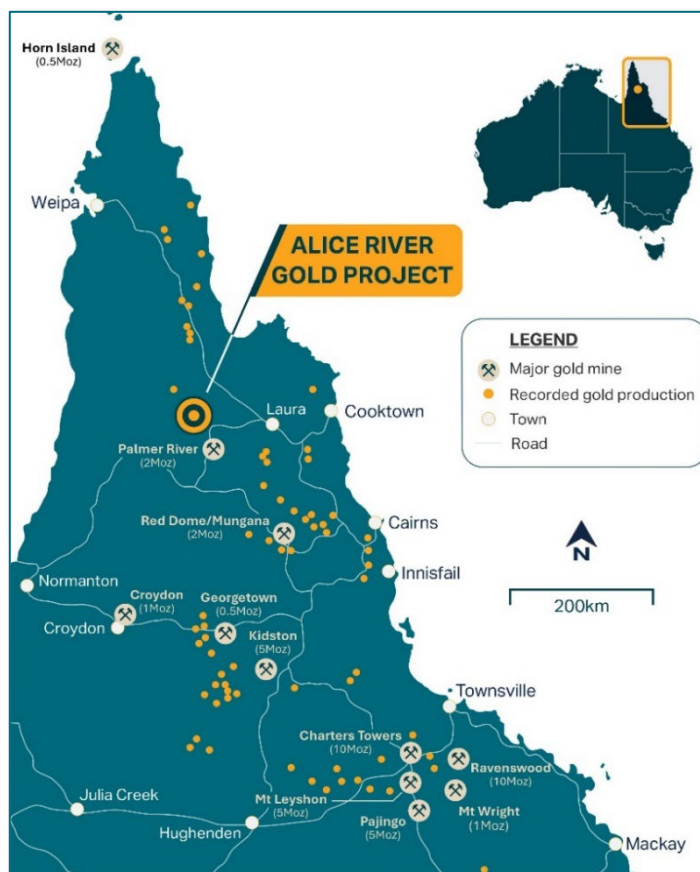 Horn Island
(0.5Moz)
Weipa
ALICE RIVER
GOLD PROJECT
LEGEND
Major gold mine
Recorded gold production
Town
Road
Laura
Cooktown
Palmer River
(2Moz)
Red Dome/Mungana
(2Moz)
Cairns
N
Innisfail
200km
Normanton
Croydon
(1Moz)
Georgetown
(0.5Moz)
Croydon
Kidston
(5Moz)
Townsville
Charters Towers
(10Moz)
Ravenswood
(10Moz)
Mt Leyshon
(5Moz)
Julia Creek
Hughenden
Pajingo
(5Moz)
Mt Wright
(1Moz)
Mackay